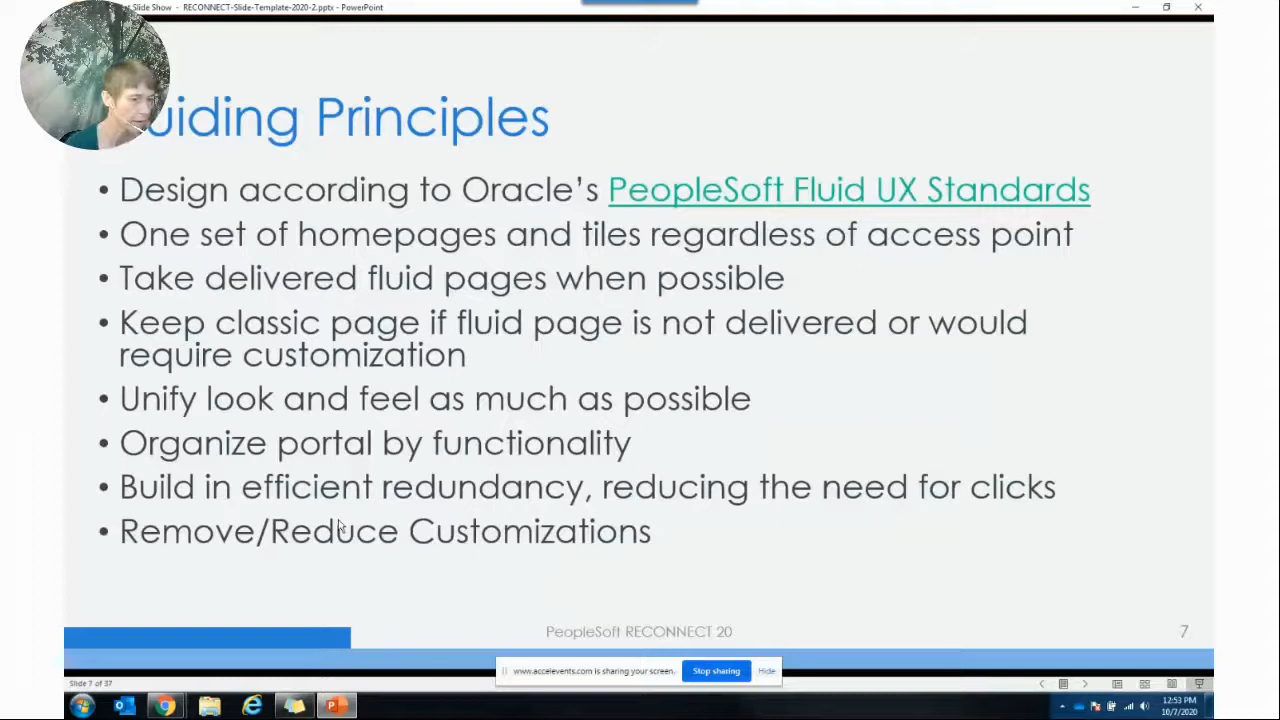 t Slide Show - RECONNECT-Slide-Template-2020-2.pptx - PowerPoint
uiding Principles
• Design according to Oracle's PeopleSoft Fluid UX Standards
• One set of homepages and tiles regardless of access point
• Take delivered fluid pages when possible
• Keep classic page if fluid page is not delivered or would
require customization
• Unify look and feel as much as possible
• Organize portal by functionality
• Build in efficient redundancy, reducing the need for clicks
• Remove/Reduce Customizations
PeopleSoft RECONNECT 20
7
www.accelevents.com is sharing your screen.
Stop sharing
Hide
Slide 7 of 37
12:53 PM
10/7/2020